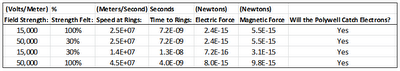 (Volts/Meter) % (Meters/Second) Seconds (Newtons) (Newtons)
Field Strength: Strength Felt: Speed at Rings: Time to Rings: Electric Force Magnetic Force Will the Polywell Catch Electrons?
15,000 100% 2.5E+07 7.2E-09 2.4E-15 5.5E-15 Yes
50,000 30% 2.5E+07 7.2E-09 2.4E-15 5.5E-15 Yes
15,000 30% 1.4E+07 1.3E-08 7.2E-16 3.1E-15 Yes
50,000 100% 4.5E+07 4.0E-09 8.0E-15 9.8E-15 Yes